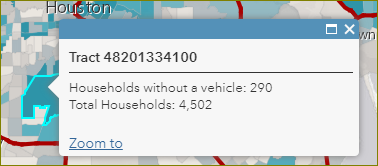 Houston
Tract 48201334100
Households without a vehicle: 290
Total Households: 4,502
Zoom to